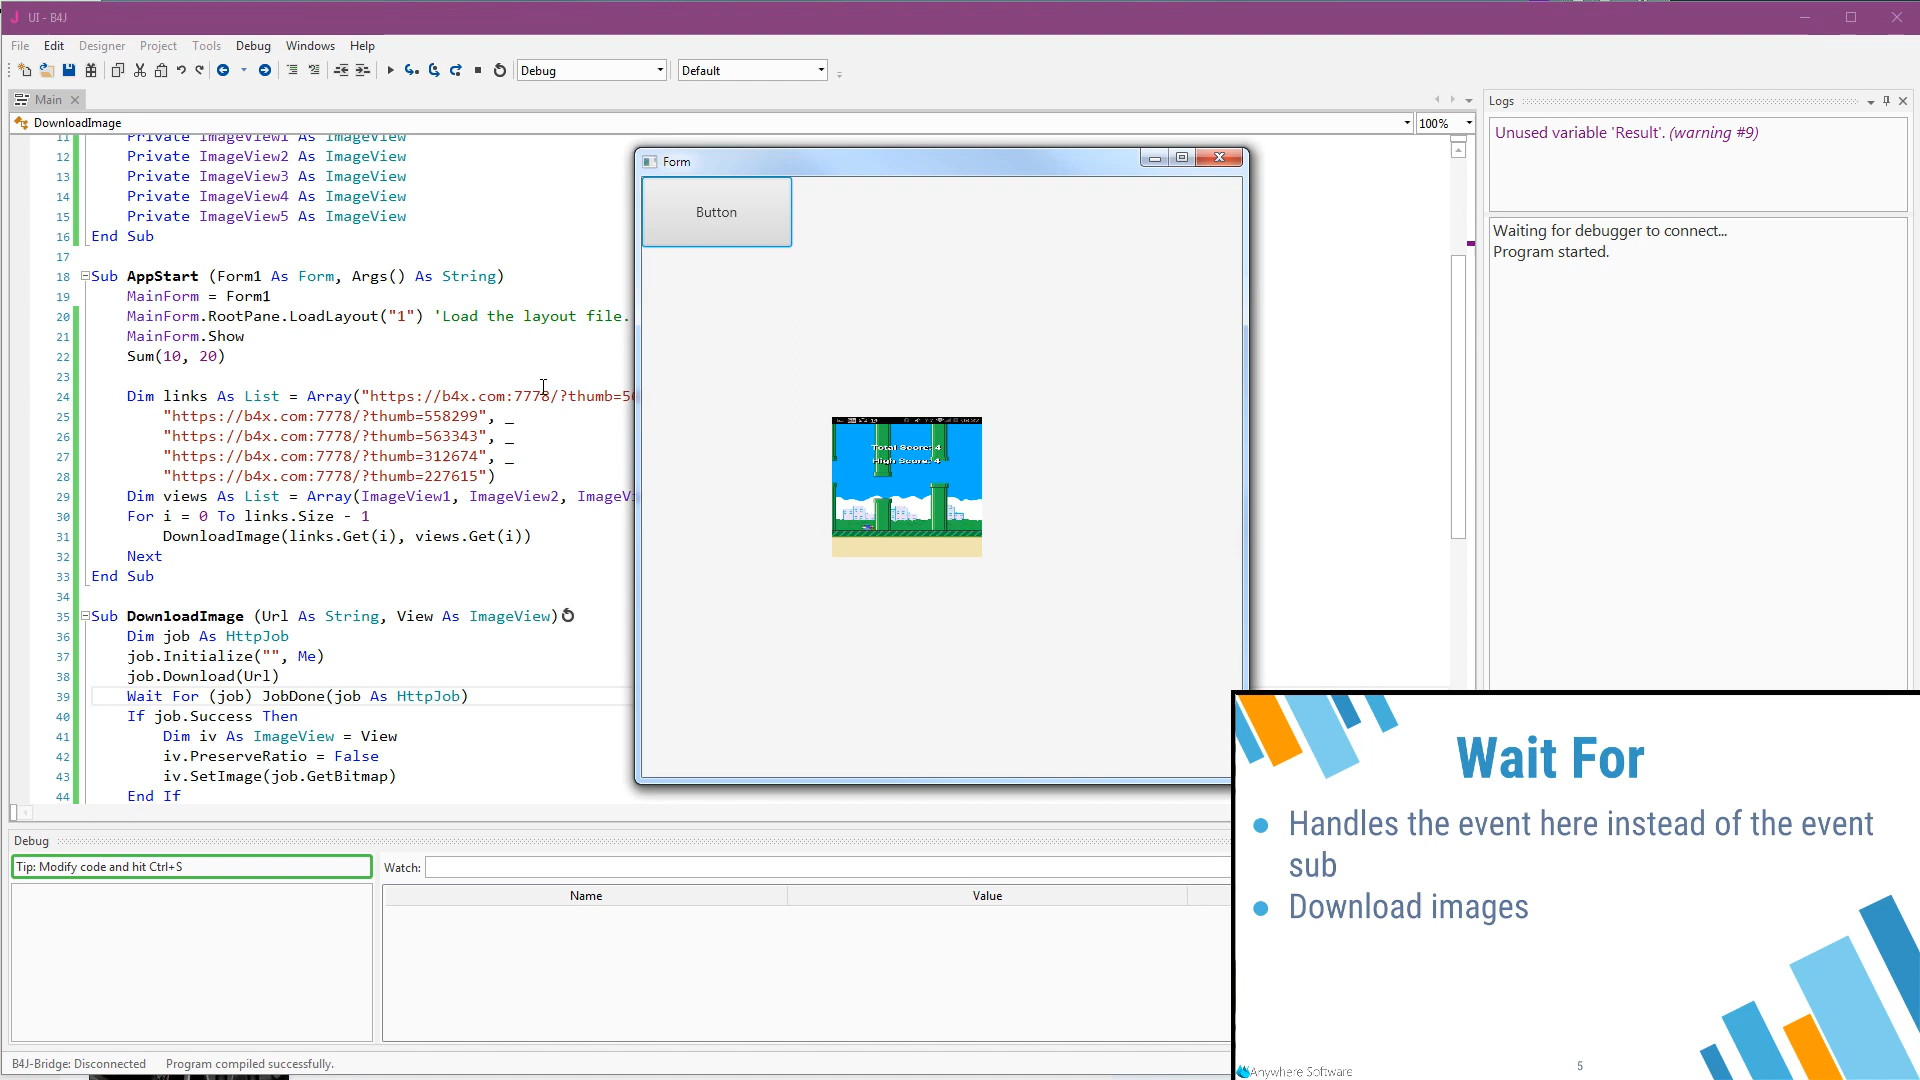 UI - B4J
File Edit Designer Project Tools Debug Windows Help
Debug Default
Main
DownloadImage 100%
11 Private ImageView1 As ImageView
12 Private ImageView2 As ImageView
13 Private ImageView3 As ImageView
14 Private ImageView4 As ImageView
15 Private ImageView5 As ImageView
16 End Sub
17
18 Sub AppStart (Form1 As Form, Args() As String)
19 MainForm = Form1
20 MainForm.RootPane.LoadLayout("1") 'Load the layout file.
21 MainForm.Show
22 Sum(10, 20)
23
24 Dim links As List = Array("https://b4x.com:7778/?thumb=5
25 "https://b4x.com:7778/?thumb=558299", _
26 "https://b4x.com:7778/?thumb=563343", _
27 "https://b4x.com:7778/?thumb=312674", _
28 "https://b4x.com:7778/?thumb=227615")
29 Dim views As List = Array(ImageView1, ImageView2, ImageV
30 For i = 0 To links.Size - 1
31 DownloadImage(links.Get(i), views.Get(i))
32 Next
33 End Sub
34
35 Sub DownloadImage (Url As String, View As ImageView)
36 Dim job As HttpJob
37 job.Initialize("", Me)
38 job.Download(Url)
39 Wait For (job) JobDone(job As HttpJob)
40 If job.Success Then
41 Dim iv As ImageView = View
42 iv.PreserveRatio = False
43 iv.SetImage(job.GetBitmap)
44 End If
Form
Button
Total Score: 4
High Score: 4
Logs
Unused variable 'Result'. (warning #9)
Waiting for debugger to connect...
Program started.
Debug
Tip: Modify code and hit Ctrl+S
Watch:
Name Value
B4J-Bridge: Disconnected Program compiled successfully.
Wait For
Handles the event here instead of the event
sub
Download images
Anywhere Software
5